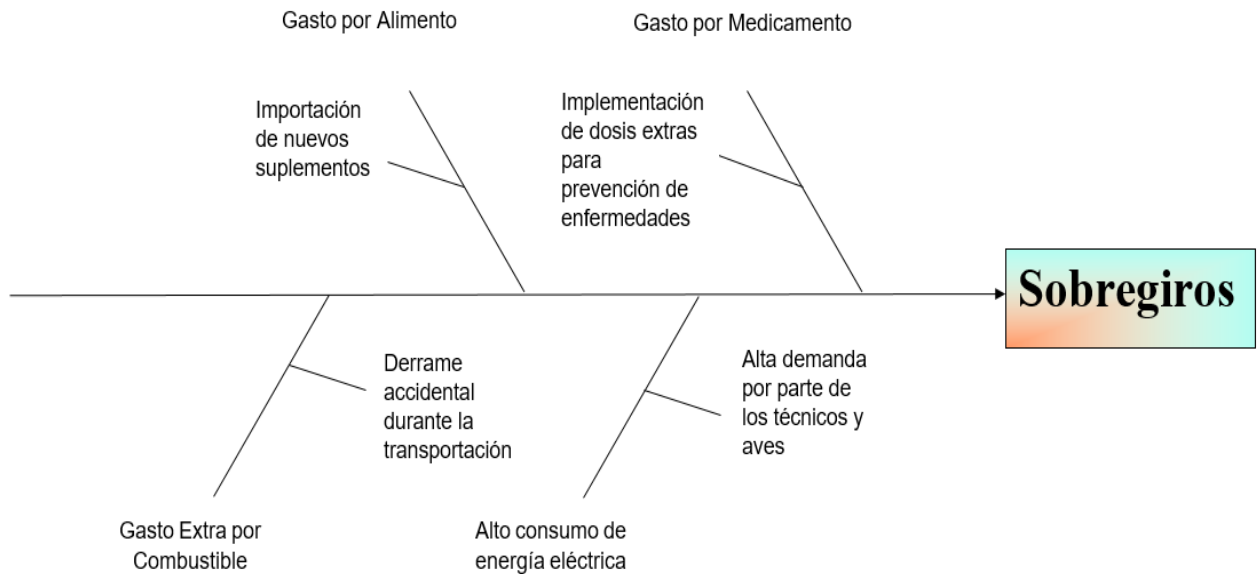 Gasto por Alimento
Gasto por Medicamento
Importación
de nuevos
suplementos
Implementación
de dosis extras
para
prevención de
enfermedades
Sobregiros
Derrame
accidental
durante la
transportación
Alta demanda
por parte de
los técnicos y
aves
Gasto Extra por
Combustible
Alto consumo de
energía eléctrica